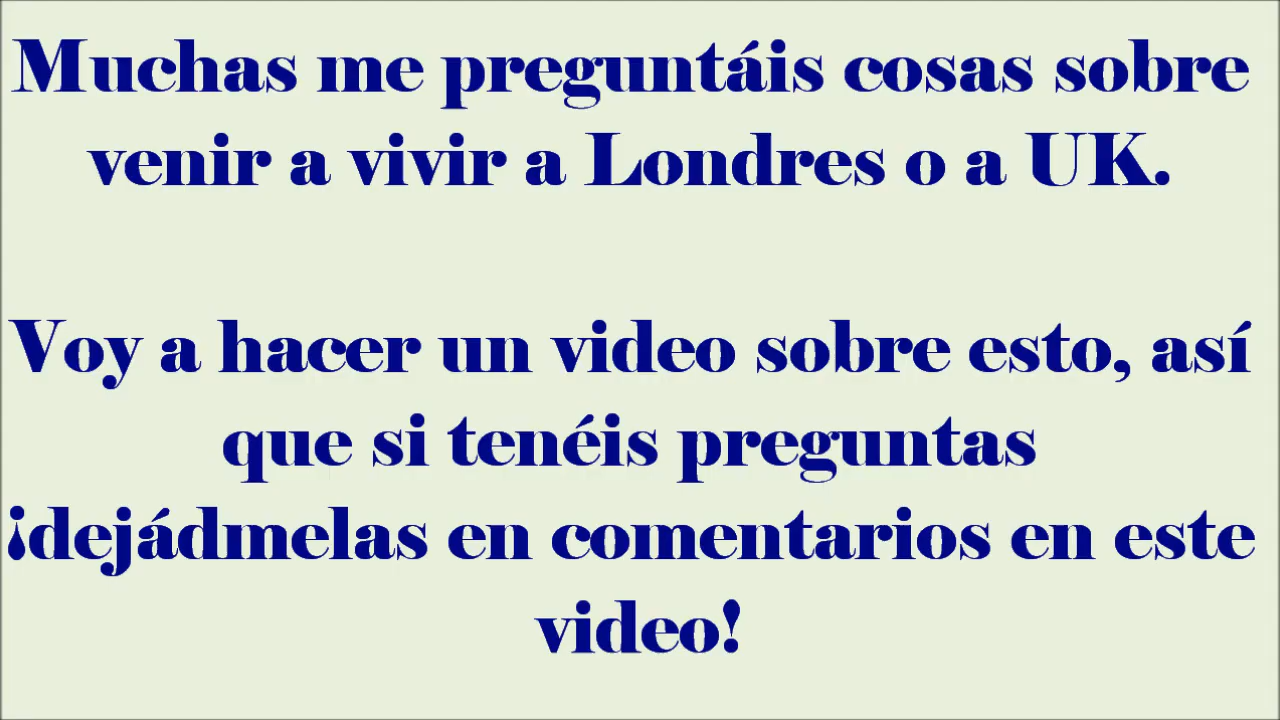 Muchas me preguntáis cosas sobre
venir a vivir a Londres o a UK.
Voy a hacer un video sobre esto, así
que si tenéis preguntas
¡dejádmelas en comentarios en este
video!